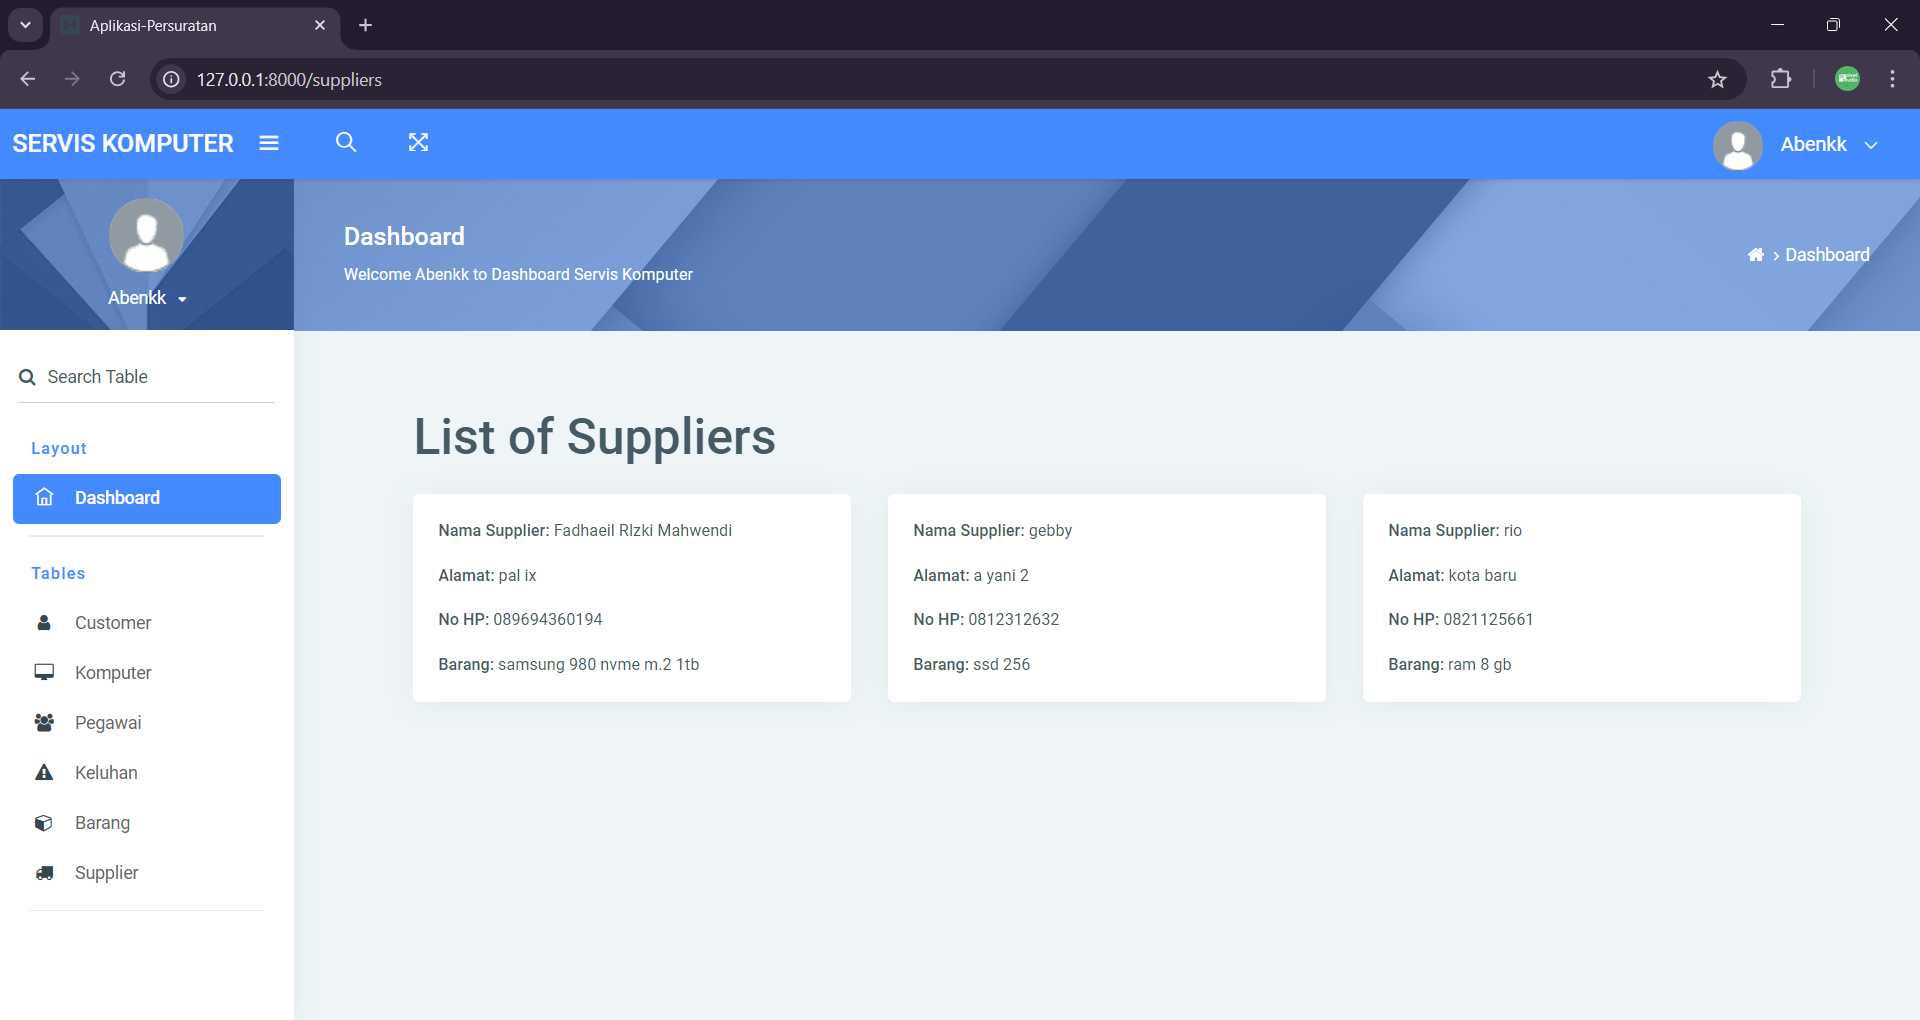 Aplikasi-Persuratan
127.0.0.1:8000/suppliers
SERVIS KOMPUTER
Abenkk
Abenkk
Dashboard
Welcome Abenkk to Dashboard Servis Komputer
› Dashboard
Search Table
Layout
Dashboard
Tables
Customer
Komputer
Pegawai
Keluhan
Barang
Supplier
List of Suppliers
Nama Supplier: Fadhaeil RIzki Mahwendi
Alamat: pal ix
No HP: 089694360194
Barang: samsung 980 nvme m.2 1tb
Nama Supplier: gebby
Alamat: a yani 2
No HP: 0812312632
Barang: ssd 256
Nama Supplier: rio
Alamat: kota baru
No HP: 0821125661
Barang: ram 8 gb